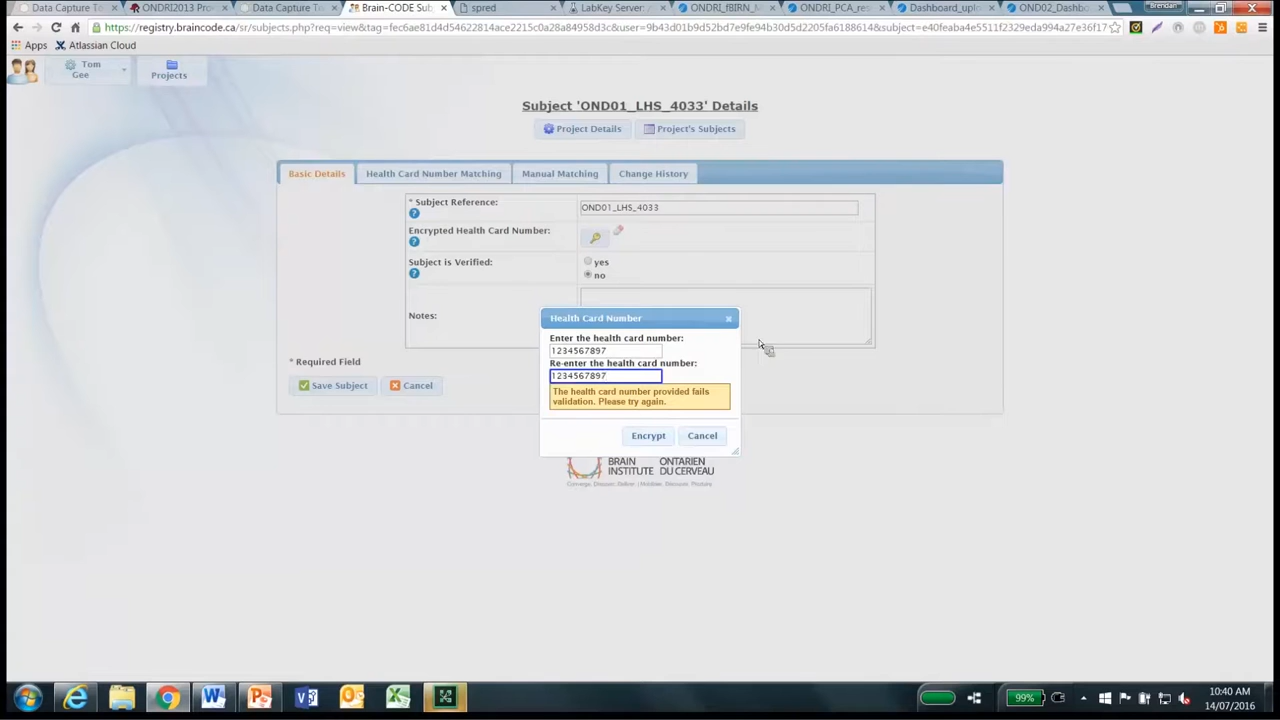 Data Capture To
ONDRI2013 Pro
Data Capture To
Brain-CODE Sub
spred
LabKey Server:
ONDRI_fBIRN_M
ONDRI_PCA_res
Dashboard_uplo
OND02_Dashbo
Brendan
https://registry.braincode.ca/sr/subjects.php?req=view&token=fec6ae81d4d5622814ace2215c0a28a84958d3c&user=9b43d01b9d52bd7e9fe94b30d5d2205fa6188614&subject=e40feaba4e5511f2329eda994a27e36f17
Apps
Atlassian Cloud
Tom
Gee
Projects
Subject 'OND01_LHS_4033' Details
Project Details
Project's Subjects
Basic Details
Health Card Number Matching
Manual Matching
Change History
* Subject Reference:
OND01_LHS_4033
Encrypted Health Card Number:
Subject is Verified:
yes
no
Notes:
Health Card Number
Enter the health card number:
1234567897
Re-enter the health card number:
1234567897
The health card number provided fails
validation. Please try again.
Encrypt
Cancel
* Required Field
Save Subject
Cancel
BRAIN ONTARIEN
INSTITUTE DU CERVEAU
99%
10:40 AM
14/07/2016